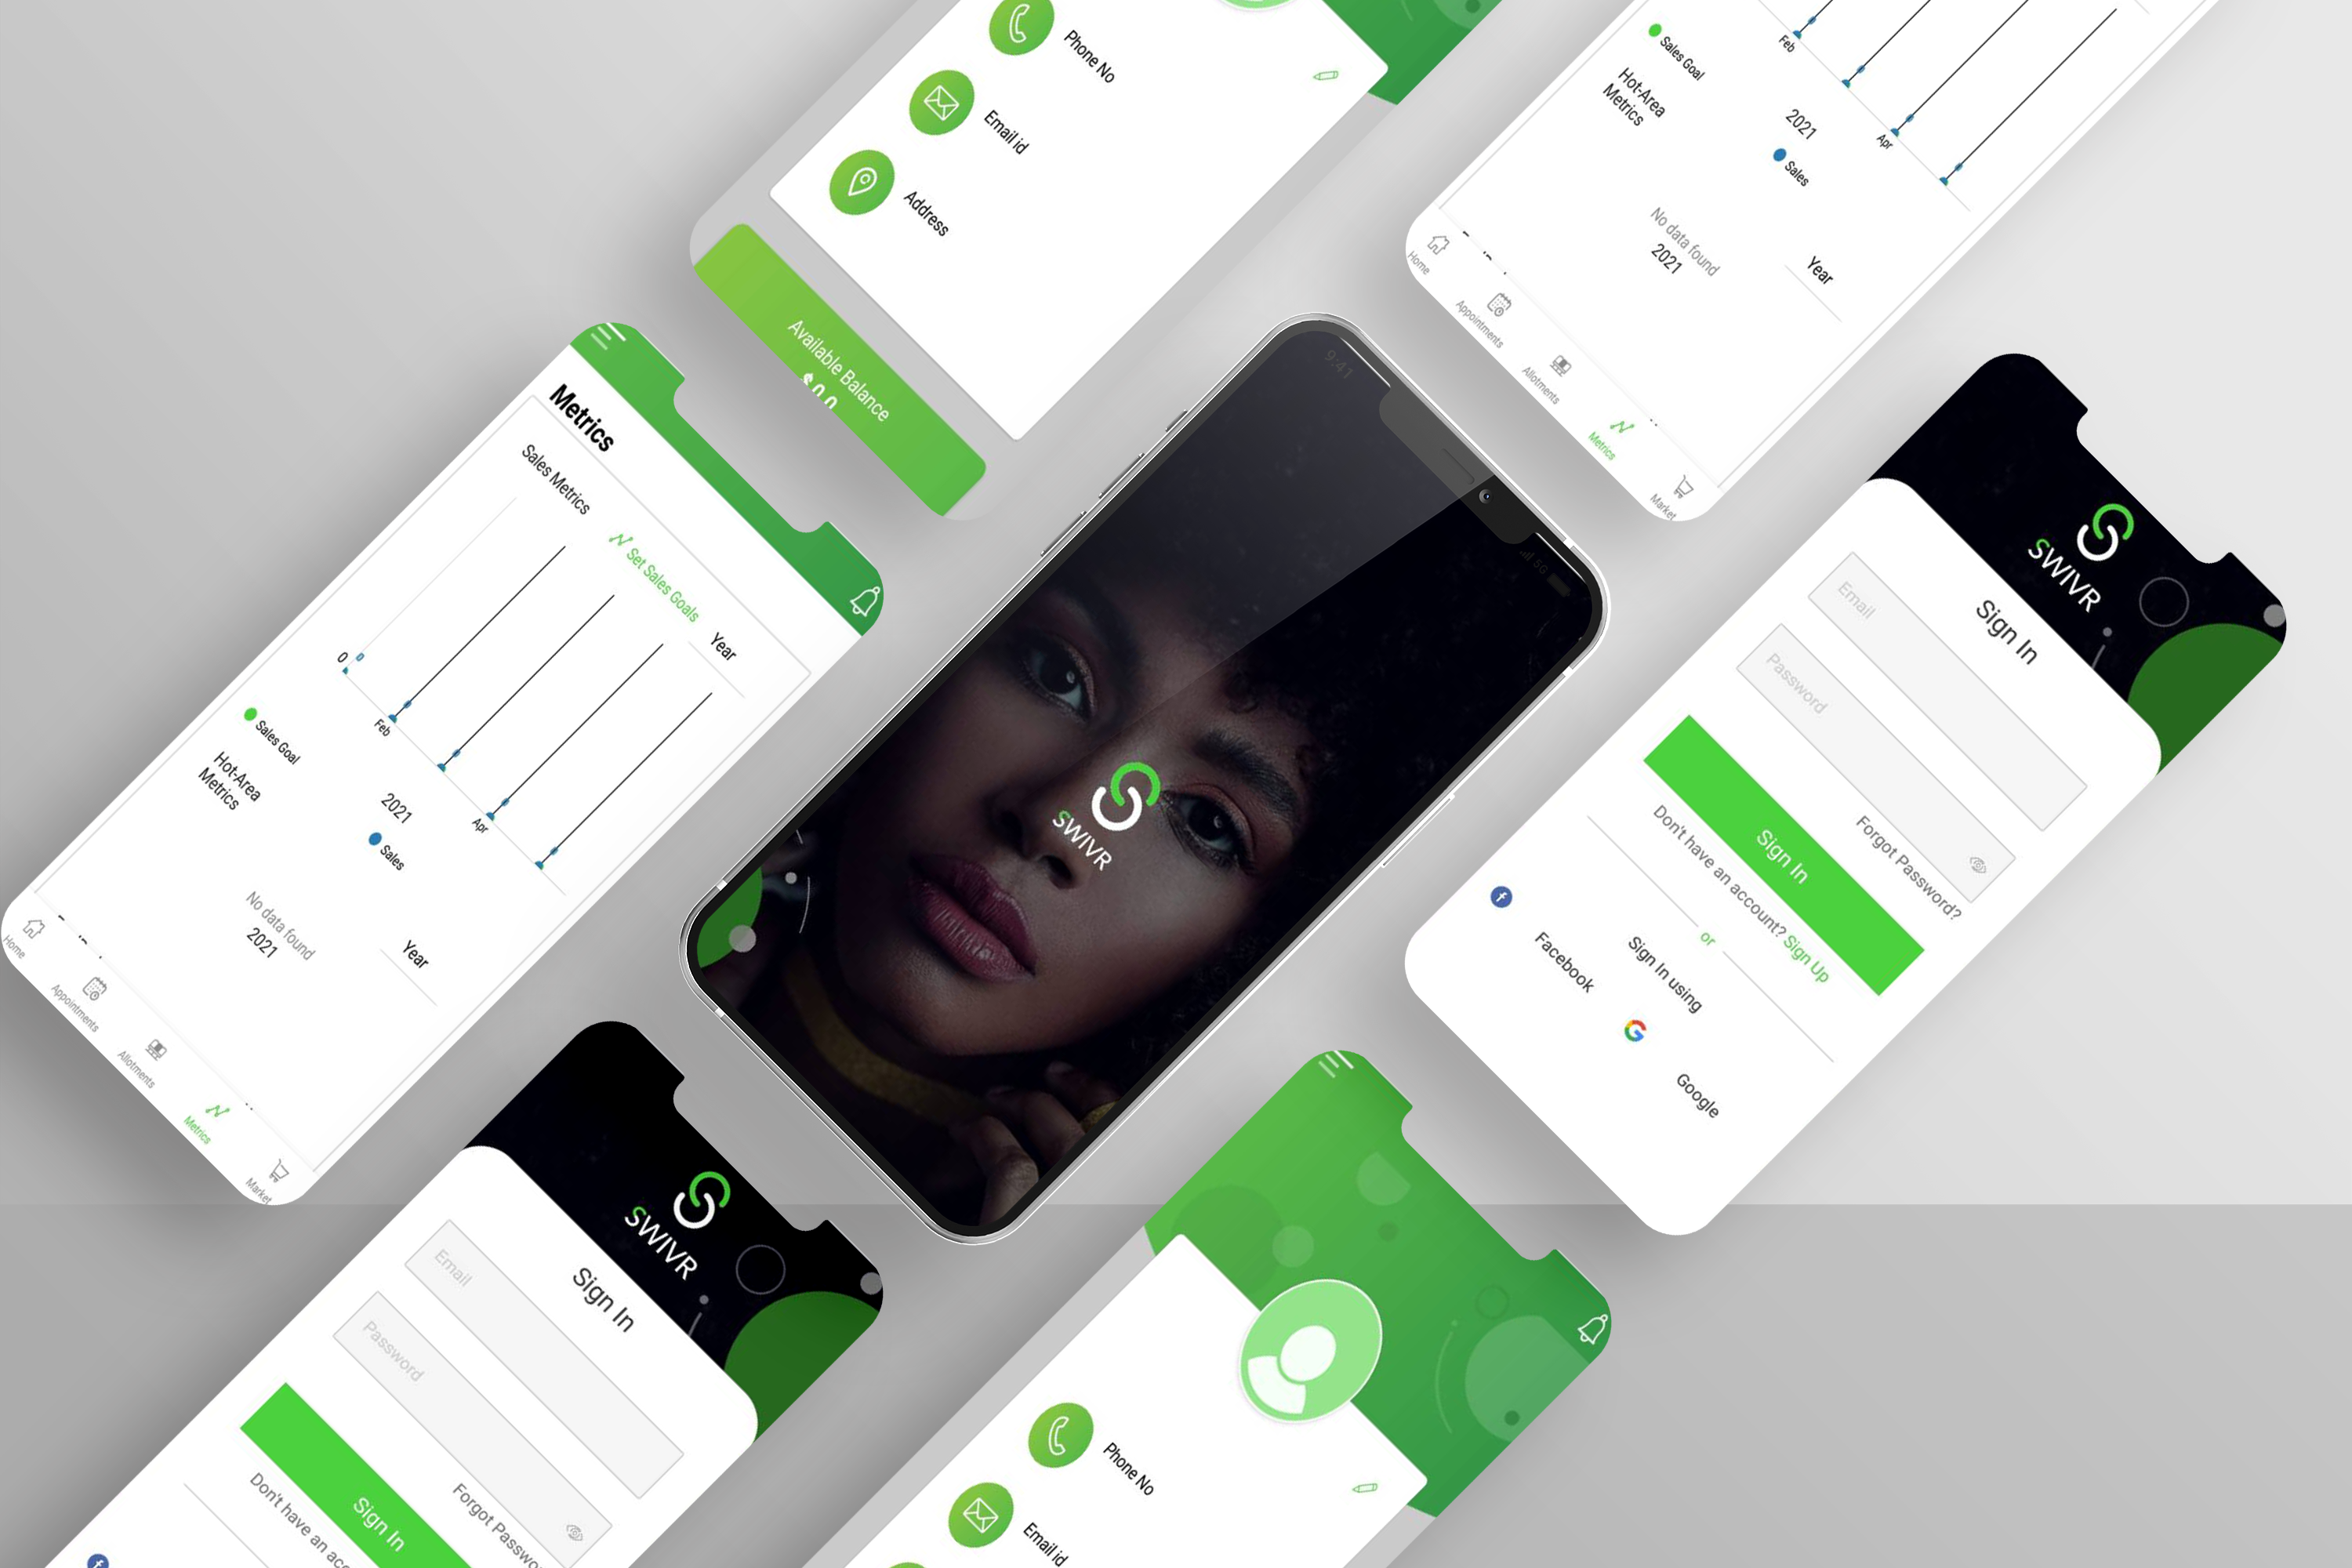 Phone No
Email id
Address
Available Balance
Feb
Apr
Sales Goal
2021
Sales
Hot-Area
Metrics
Year
No data found
2021
Home
Appointments
Allotments
Metrics
Market
Metrics
Sales Metrics
Set Sales Goals
Year
0
0
Feb
Apr
Sales Goal
2021
Sales
Hot-Area
Metrics
Year
No data found
2021
Home
Appointments
Allotments
Metrics
Market
9:41
5G
SWIVR
SWIVR
Sign In
Email
Password
Forgot Password?
Sign In
Don't have an account? Sign Up
or
Sign In using
Facebook
Google
SWIVR
Sign In
Email
Password
Forgot Passwo
Sign In
Don't have an acc
Phone No
Email id